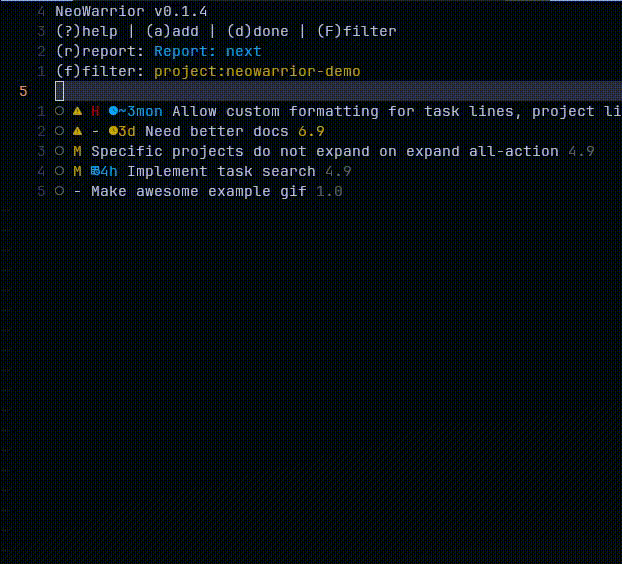 4 NeoWarrior v0.1.4
3 (?)help | (a)add | (d)done | (F)filter
2 (r)report: Report: next
1 (f)filter: project:neowarrior-demo
5
1 H ~3mon Allow custom formatting for task lines, project li
2 - 3d Need better docs 6.9
3 M Specific projects do not expand on expand all-action 4.9
4 M 4h Implement task search 4.9
5 - Make awesome example gif 1.0